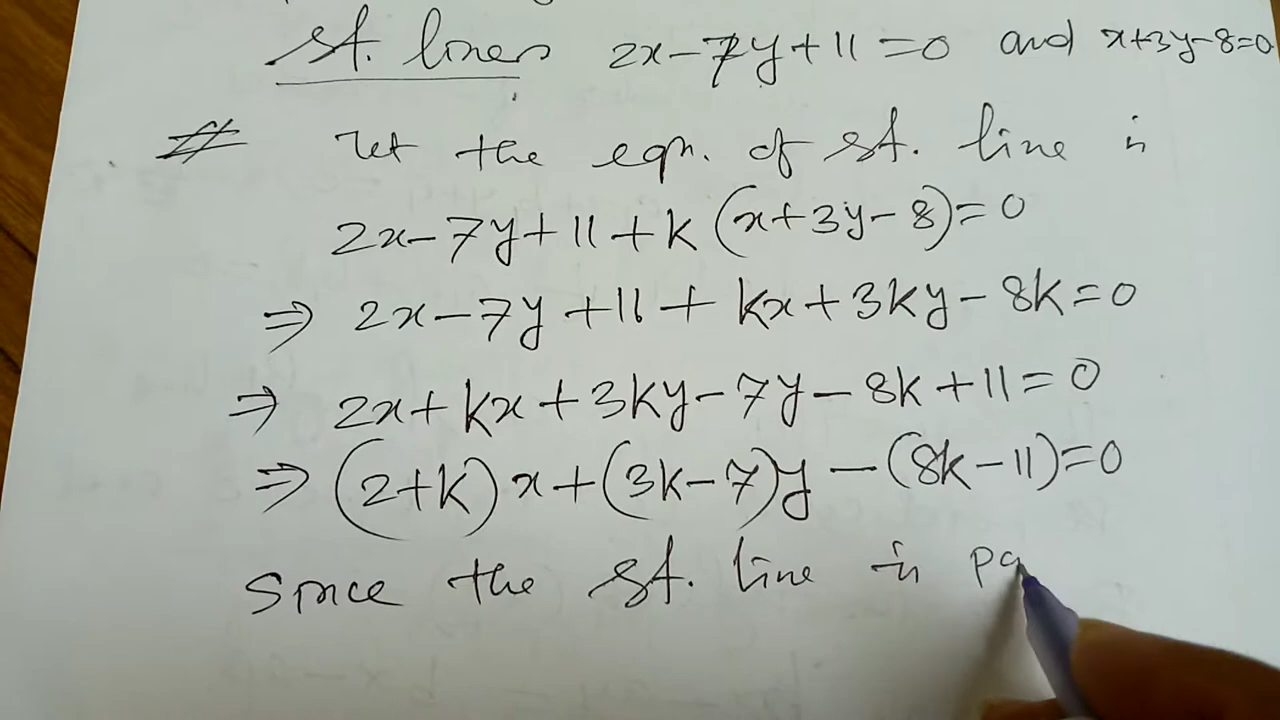 st. lines 2x-7y+11=0 and x+3y-8=0
# Let the eqn. of st. line is
2x-7y+11+k(x+3y-8)=0
⇒ 2x-7y+11+kx+3ky-8k=0
⇒ 2x+kx+3ky-7y-8k+11=0
⇒ (2+k)x+(3k-7)y-(8k-11)=0
Since the st. line is pa